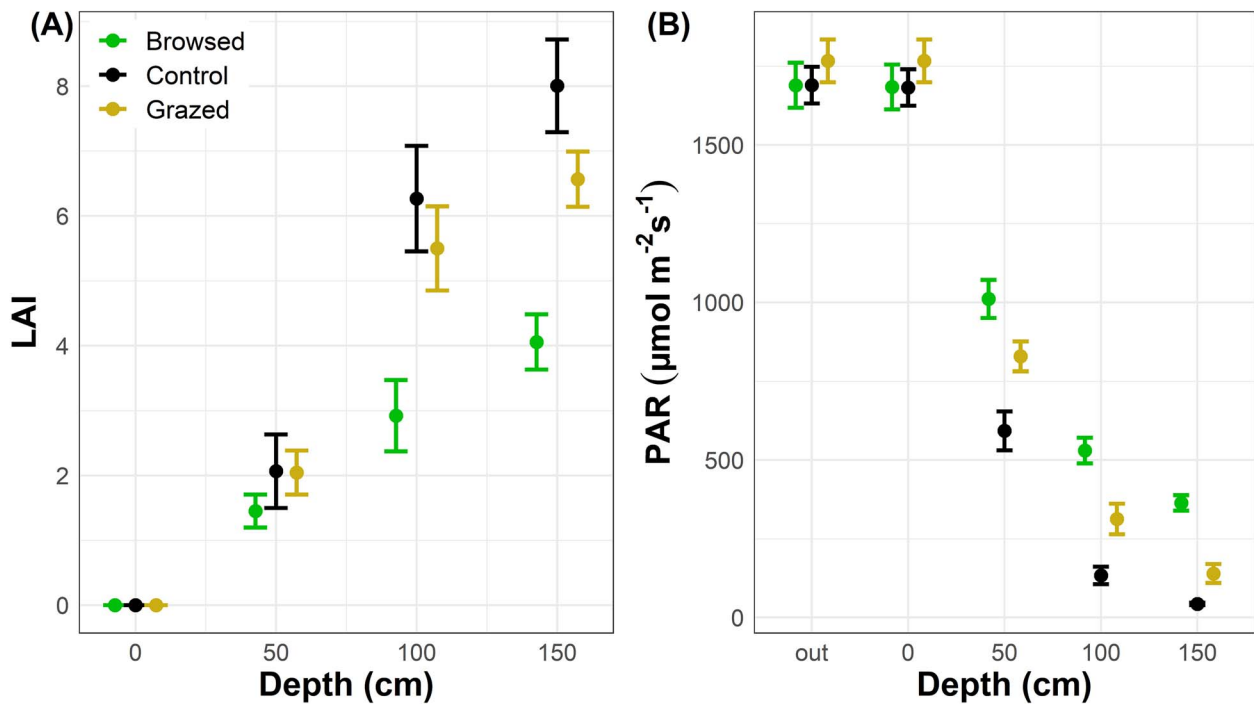 (A)
Browsed
Control
Grazed
8
6
4
2
0
LAI
0 50 100 150
Depth (cm)
(B)
1500
1000
500
0
PAR (µmol m⁻²s⁻¹)
out 0 50 100 150
Depth (cm)